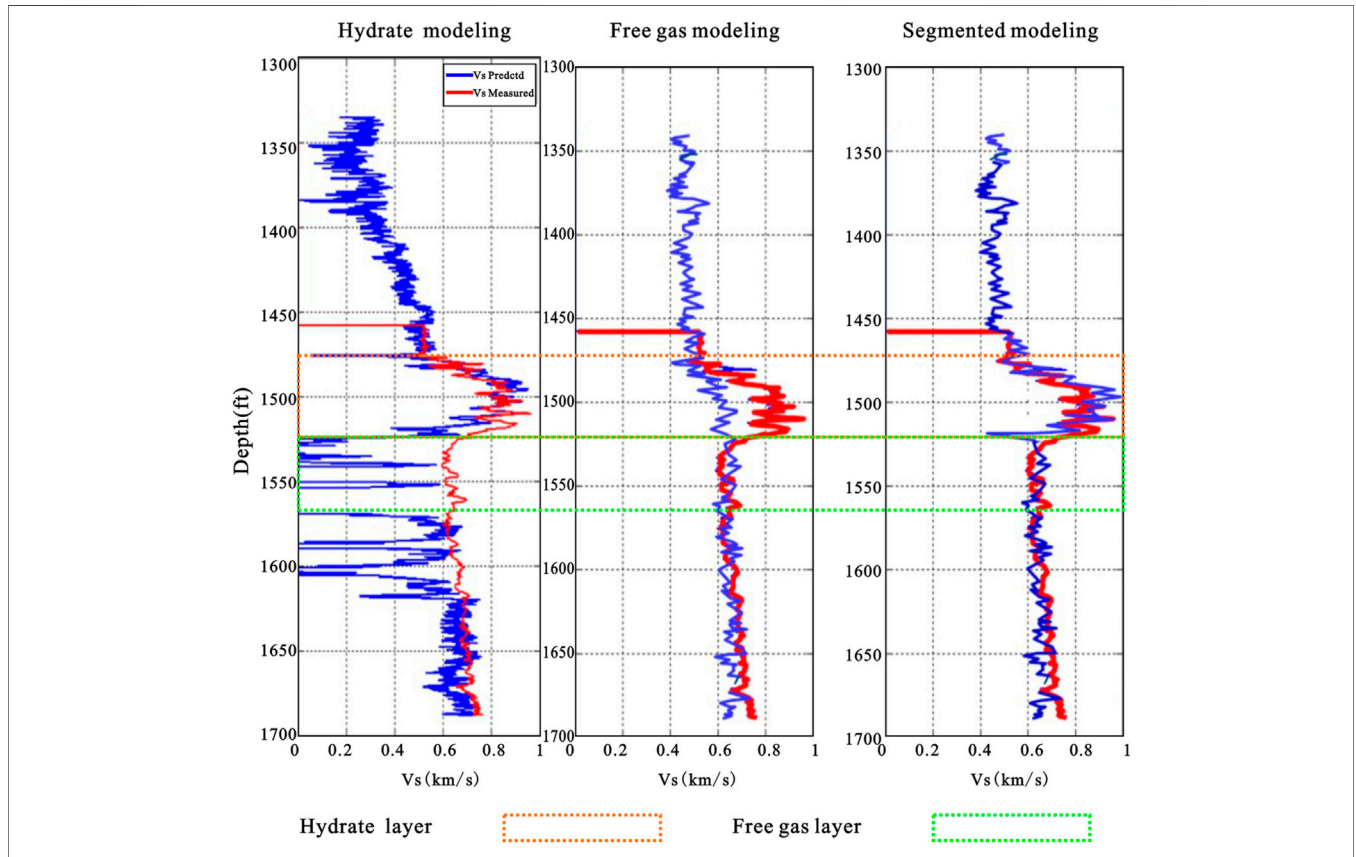 Hydrate modeling
Free gas modeling
Segmented modeling
Vs Predctd
Vs Measured
Depth(ft)
1300
1350
1400
1450
1500
1550
1600
1650
1700
0 0.2 0.4 0.6 0.8 1
Vs (km/s)
1300
1350
1400
1450
1500
1550
1600
1650
1700
0 0.2 0.4 0.6 0.8 1
Vs (km/s)
1300
1350
1400
1450
1500
1550
1600
1650
1700
0 0.2 0.4 0.6 0.8 1
Vs (km/s)
Hydrate layer
Free gas layer